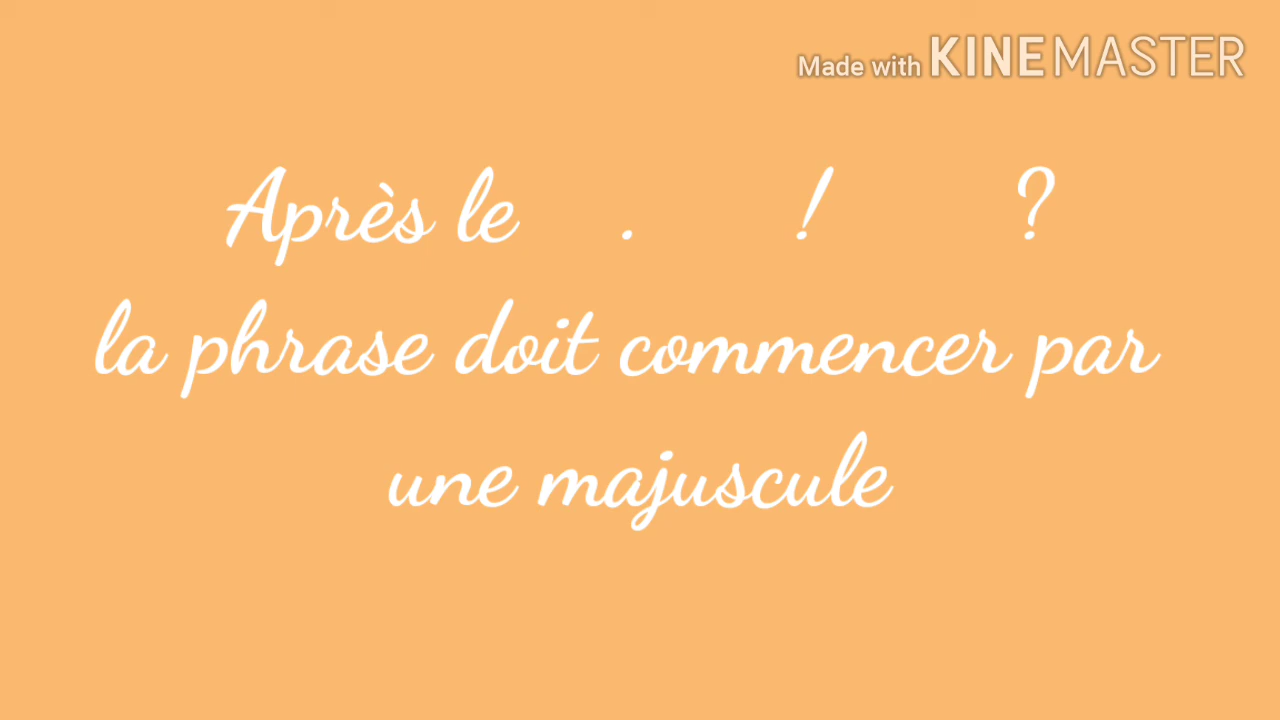 Made with KINEMASTER
Après le . ! ?
la phrase doit commencer par
une majuscule